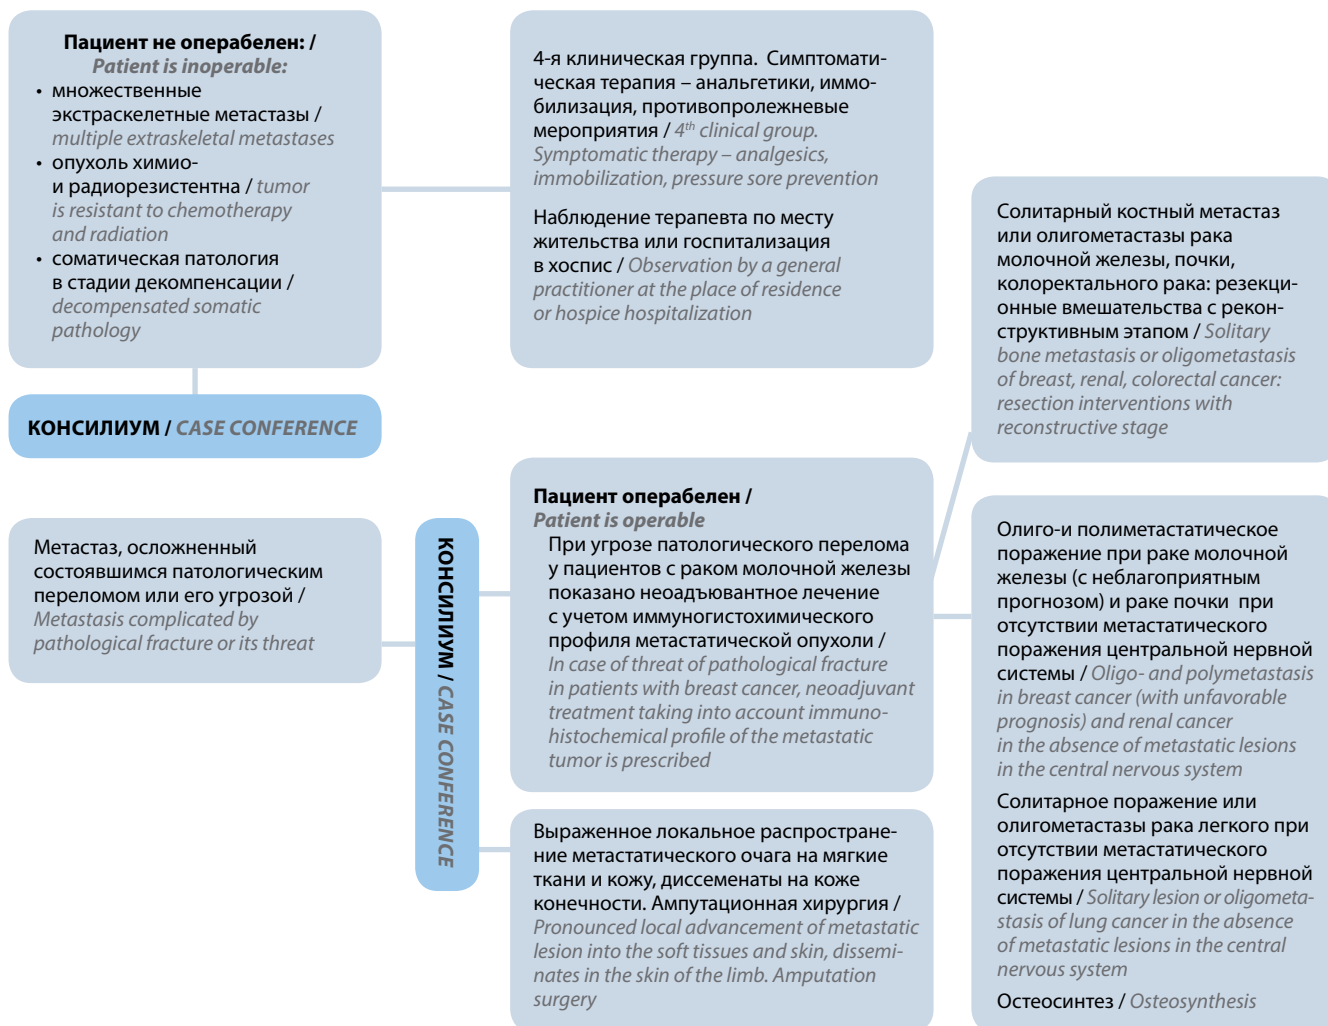 Пациент не операбелен: /
Patient is inoperable:
• множественные
экстраскелетные метастазы /
multiple extraskeletal metastases
• опухоль химио-
и радиорезистентна / tumor
is resistant to chemotherapy
and radiation
• соматическая патология
в стадии декомпенсации /
decompensated somatic
pathology
4-я клиническая группа. Симптомати-
ческая терапия – анальгетики, иммо-
билизация, противопролежневые
мероприятия / 4th clinical group.
Symptomatic therapy – analgesics,
immobilization, pressure sore prevention
Наблюдение терапевта по месту
жительства или госпитализация
в хоспис / Observation by a general
practitioner at the place of residence
or hospice hospitalization
КОНСИЛИУМ / CASE CONFERENCE
Метастаз, осложненный
состоявшимся патологическим
переломом или его угрозой /
Metastasis complicated by
pathological fracture or its threat
КОНСИЛИУМ / CASE CONFERENCE
Пациент операбелен /
Patient is operable
При угрозе патологического перелома
у пациентов с раком молочной железы
показано неоадъювантное лечение
с учетом иммуногистохимического
профиля метастатической опухоли /
In case of threat of pathological fracture
in patients with breast cancer, neoadjuvant
treatment taking into account immuno-
histochemical profile of the metastatic
tumor is prescribed
Выраженное локальное распростране-
ние метастатического очага на мягкие
ткани и кожу, диссеменаты на коже
конечности. Ампутационная хирургия /
Pronounced local advancement of metastatic
lesion into the soft tissues and skin, dissemi-
nates in the skin of the limb. Amputation
surgery
Солитарный костный метастаз
или олигометастазы рака
молочной железы, почки,
колоректального рака: резекци-
онные вмешательства с рекон-
структивным этапом / Solitary
bone metastasis or oligometastasis
of breast, renal, colorectal cancer:
resection interventions with
reconstructive stage
Олиго-и полиметастатическое
поражение при раке молочной
железы (с неблагоприятным
прогнозом) и раке почки при
отсутствии метастатического
поражения центральной нервной
системы / Oligo- and polymetastasis
in breast cancer (with unfavorable
prognosis) and renal cancer
in the absence of metastatic lesions
in the central nervous system
Солитарное поражение или
олигометастазы рака легкого при
отсутствии метастатического
поражения центральной нервной
системы / Solitary lesion or oligometa-
stasis of lung cancer in the absence
of metastatic lesions in the central
nervous system
Остеосинтез / Osteosynthesis